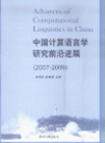 Advances of
Computational
Linguistics in China
中国计算语言学
研究前沿进展
(2007-2009)